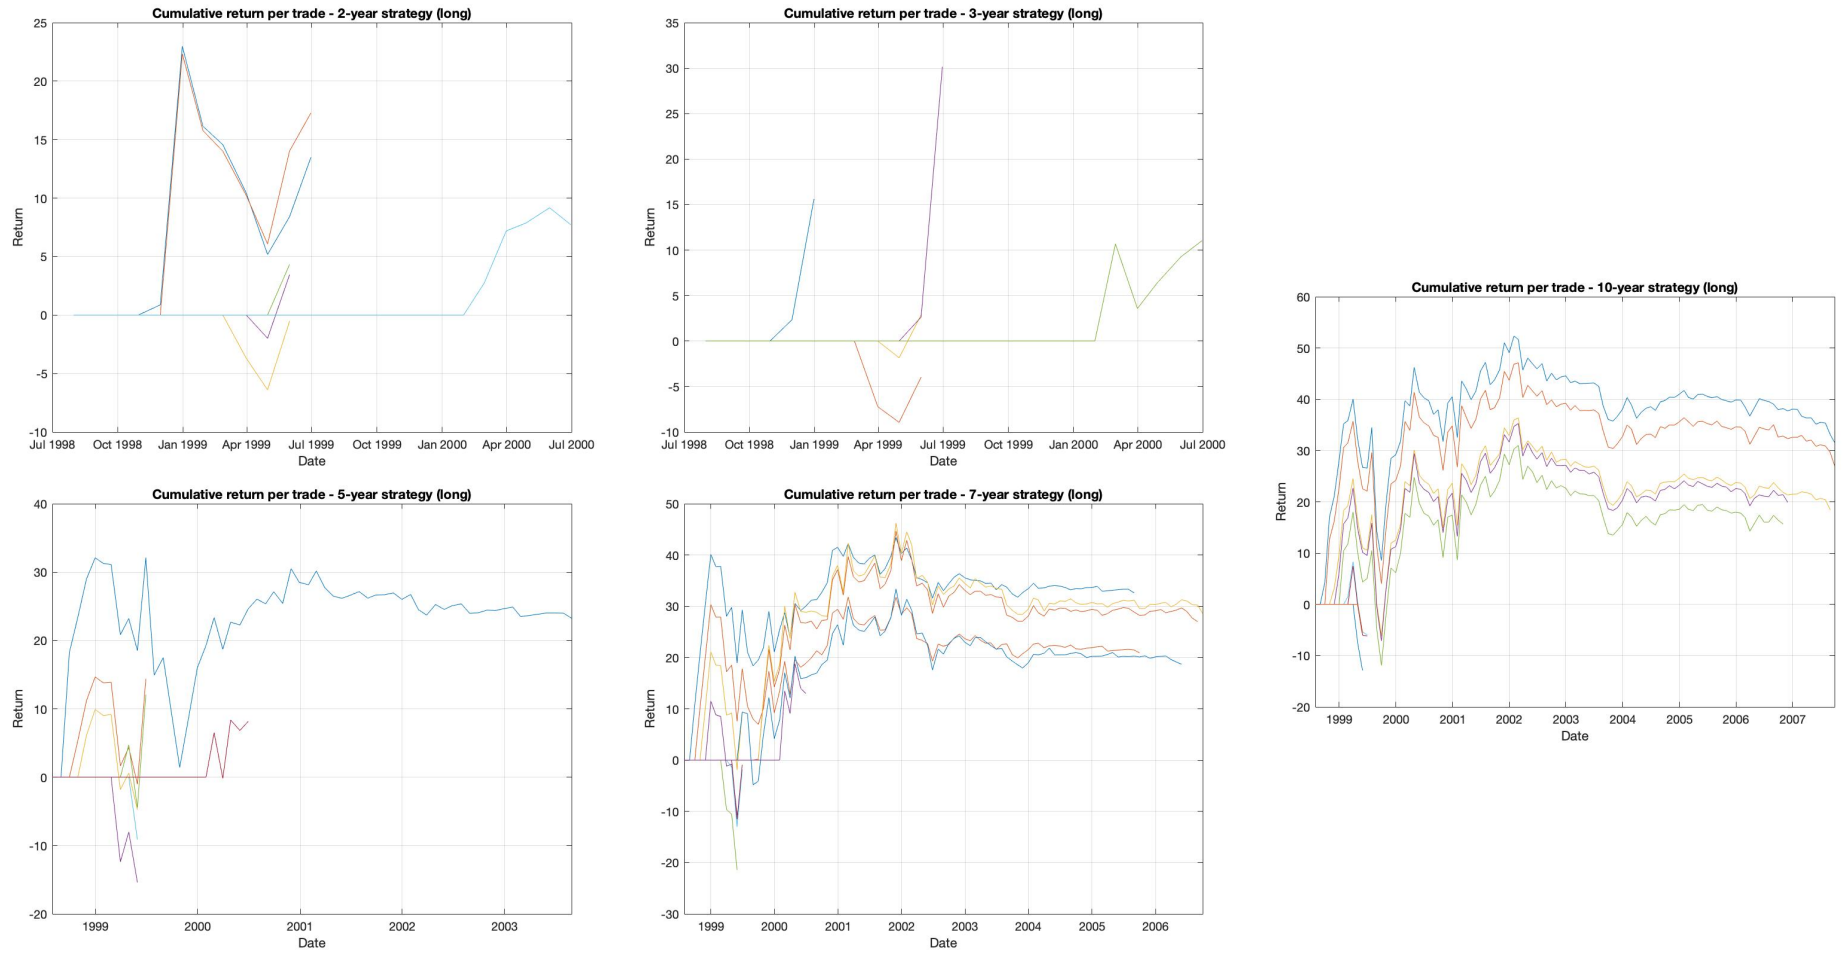 Cumulative return per trade - 2-year strategy (long)
25
20
15
10
5
0
-5
-10
Return
Jul 1998 Oct 1998 Jan 1999 Apr 1999 Jul 1999 Oct 1999 Jan 2000 Apr 2000 Jul 2000
Date
Cumulative return per trade - 3-year strategy (long)
35
30
25
20
15
10
5
0
-5
-10
Return
Jul 1998 Oct 1998 Jan 1999 Apr 1999 Jul 1999 Oct 1999 Jan 2000 Apr 2000 Jul 2000
Date
Cumulative return per trade - 5-year strategy (long)
40
30
20
10
0
-10
-20
Return
1999 2000 2001 2002 2003
Date
Cumulative return per trade - 7-year strategy (long)
50
40
30
20
10
0
-10
-20
-30
Return
1999 2000 2001 2002 2003 2004 2005 2006
Date
Cumulative return per trade - 10-year strategy (long)
60
50
40
30
20
10
0
-10
-20
Return
1999 2000 2001 2002 2003 2004 2005 2006 2007
Date